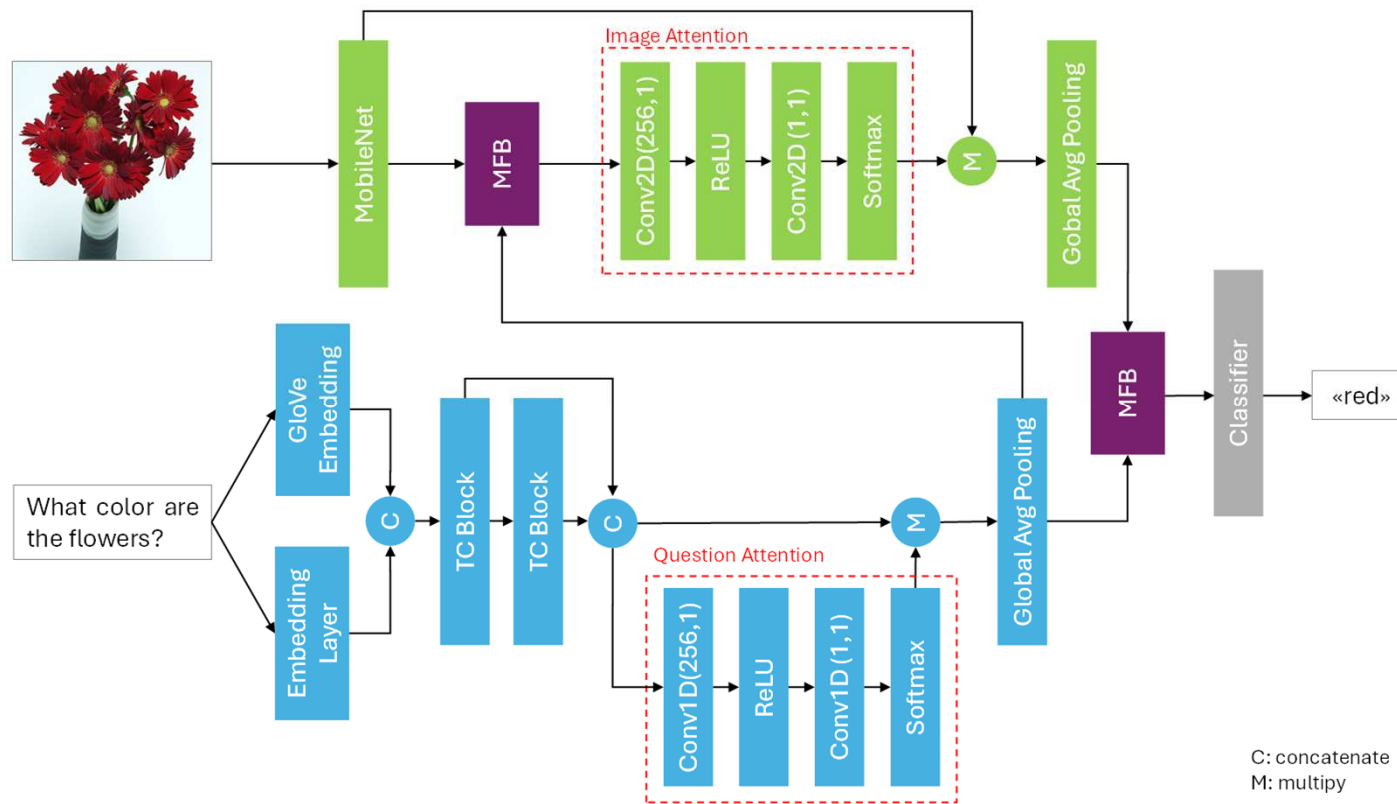 Image Attention
MobileNet
MFB
Conv2D(256,1)
ReLU
Conv2D (1,1)
Softmax
M
Gobal Avg Pooling
What color are
the flowers?
GloVe
Embedding
Embedding
Layer
C
TC Block
TC Block
C
Question Attention
Conv1D(256,1)
ReLU
Conv1D (1,1)
Softmax
M
Global Avg Pooling
MFB
Classifier
«red»
C: concatenate
M: multipy